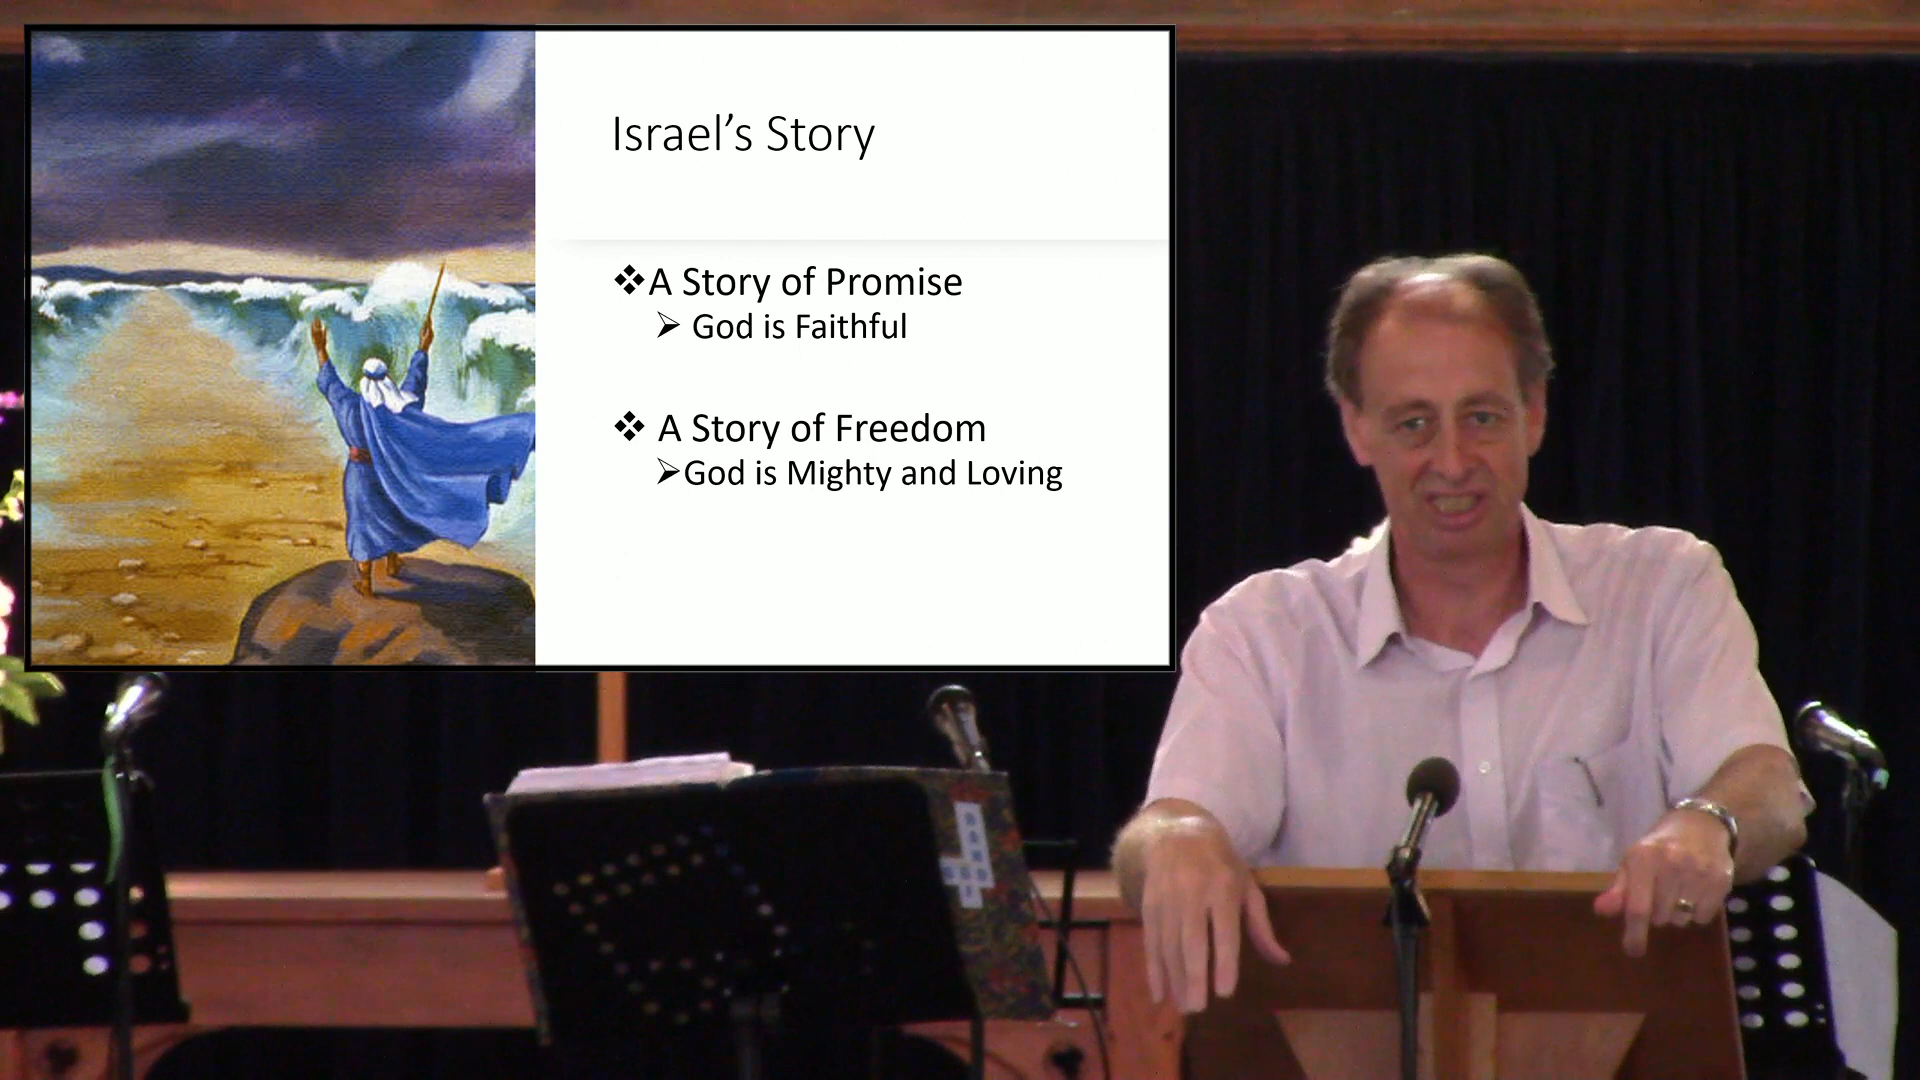 Israel's Story
❖A Story of Promise
➢ God is Faithful
❖ A Story of Freedom
➢God is Mighty and Loving